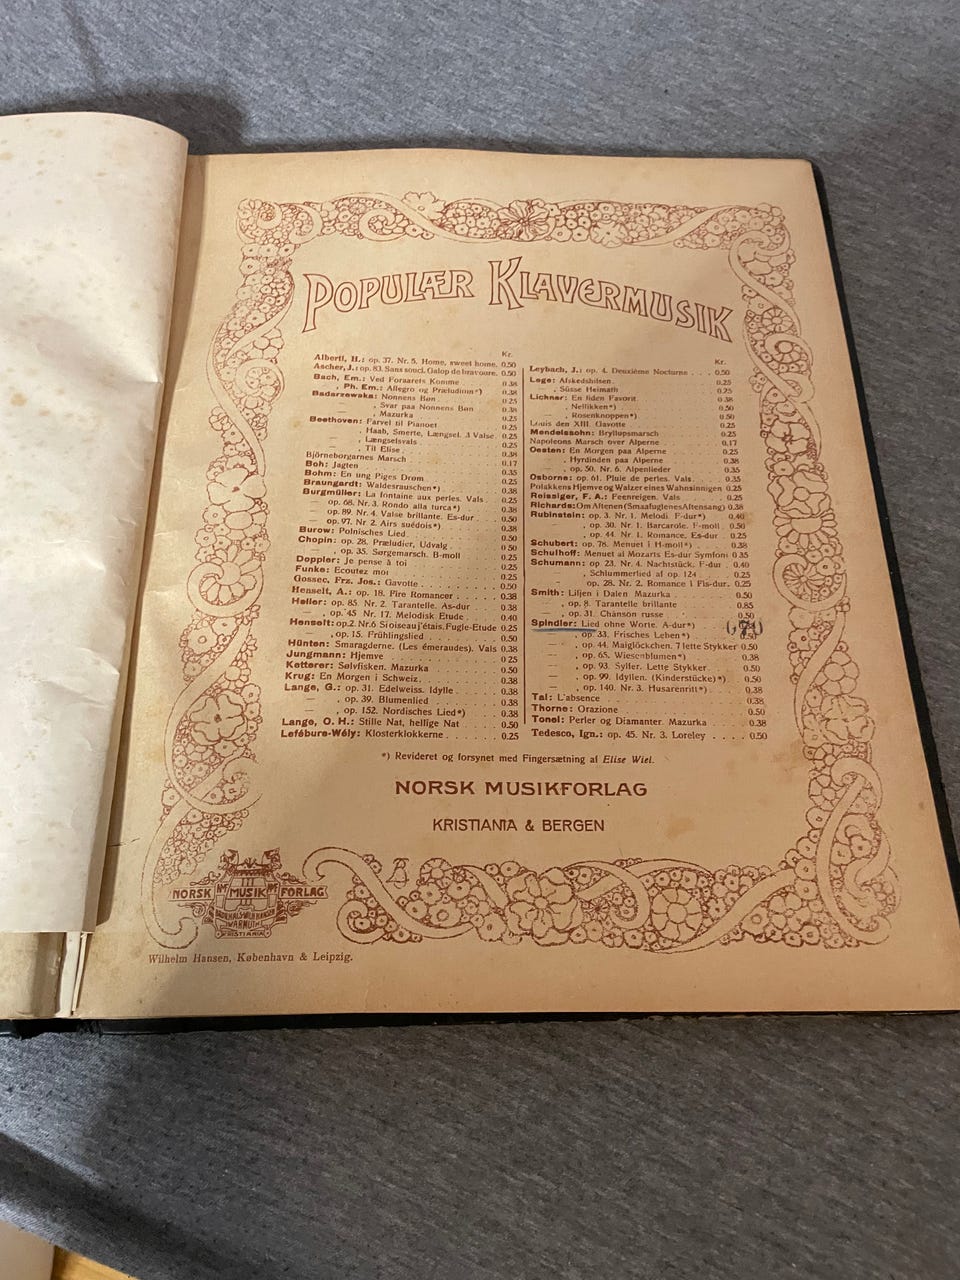 POPULÆR KLAVERMUSIK
Kr.
Alberti, H.: op. 37. Nr. 5. Home, sweet home. 0.50
Ascher, J.: op. 83. Sans souci. Galop de bravoure. 0.50
Bach, Em.: Ved Foraarets Komme 0.38
" Ph. Em.: Allegro og Præludium*) 0.38
Badarzewska: Nonnens Bøn 0.25
— , Svar paa Nonnens Bøn 0.38
— , Mazurka 0.25
Beethoven: Farvel til Pianoet 0.25
— , Haab, Smerte, Længsel. 3 Valse 0.25
— , Længselsvals 0.25
— , Til Elise 0.38
Björneborgarnes Marsch 0.17
Boh: Jagten 0.35
Bohm: En ung Piges Drøm 0.25
Braungardt: Waldesrauschen*) 0.38
Burgmüller: La fontaine aux perles. Vals 0.25
— op. 68. Nr. 3. Rondo alla turca*) 0.38
— op. 89. Nr. 4. Valse brillante. Es-dur 0.50
— op. 97. Nr. 2. Airs suédois*) 0.38
Burow: Polnisches Lied 0.50
Chopin: op. 28. Præludier, Udvalg 0.50
— op. 35. Sørgemarsch. B-moll 0.25
Doppler: Je pense à toi 0.25
Funke: Ecoutez moi 0.25
Gossec, Frz. Jos.: Gavotte 0.50
Henselt, A.: op. 18. Pire Romancer 0.38
Heller: op. 85. Nr. 2. Tarantelle. As-dur 0.38
— op. 45 Nr. 17. Melodisk Etude 0.40
Henselt: op.2. Nr.6 Sioiseauj'étais. Fugle-Etude 0.25
— , op. 15. Frühlingslied 0.50
Hünten: Smaragderne. (Les émeraudes). Vals 0.38
Jungmann: Hjemve 0.25
Ketterer: Sølvfisken. Mazurka 0.50
Krug: En Morgen i Schweiz 0.38
Lange, G.: op. 31. Edelweiss. Idylle 0.38
— op. 39. Blumenlied 0.38
— op. 152. Nordisches Lied*) 0.38
Lange, O. H.: Stille Nat, hellige Nat 0.50
Lefébure-Wély: Klosterklokkerne 0.25
Kr.
Leybach, J.: op. 4. Deuxième Nocturne 0.50
Lege: Afskedshilsen 0.25
— , Süsse Heimath 0.25
Lichner: En liden Favorit 0.38
— , Nelliken*) 0.50
— , Rosenknoppen*) 0.50
Louis den XIII. Gavotte 0.25
Mendelssohn: Bryllupsmarsch 0.25
Napoleons Marsch over Alperne 0.17
Oesten: En Morgen paa Alperne 0.25
— , Hyrdinden paa Alperne 0.38
— , op. 50. Nr. 6. Alpenlieder 0.35
Osborne: op. 61. Pluie de perles. Vals 0.35
Polakkens Hjemve og Walzer eines Wahnsinnigen 0.25
Reissiger, F. A.: Feenreigen. Vals 0.25
Richards: Om Aftenen (Smaafuglenes Aftensang) 0.38
Rubinstein: op. 3. Nr. 1. Melodi. F-dur*) 0.40
— , op. 30. Nr. 1. Barcarole. F-moll 0.50
— , op. 44. Nr. 1. Romance, Es-dur 0.25
Schubert: op. 78. Menuet i H-moll*) 0.38
Schulhoff: Menuet af Mozarts Es-dur Symfoni 0.35
Schumann: op 23. Nr. 4. Nachtstück. F-dur 0.40
— , Schlummerlied af op. 124 0.25
— op. 28. Nr. 2. Romance i Fis-dur 0.25
Smith: Liljen i Dalen Mazurka 0.50
— , op. 8. Tarantelle brillante 0.85
— , op. 31. Chanson russe 0.50
Spindler: Lied ohne Worte. A-dur*)
— , op. 33. Frisches Leben*)
— , op. 44. Maiglöckchen. 7 lette Stykker 0.50
— , op. 65. Wiesenblumen*) 0.38
— , op. 93. Syller. Lette Stykker 0.50
— , op. 99. Idyllen. (Kinderstücke)*) 0.50
— , op. 140. Nr. 3. Husarenritt*) 0.38
Tal: L'absence 0.38
Thorne: Orazione 0.50
Tonel: Perler og Diamanter. Mazurka 0.38
Tedesco, Ign.: op. 45. Nr. 3. Loreley 0.50
*) Revideret og forsynet med Fingersætning af Elise Wiel.
NORSK MUSIKFORLAG
KRISTIANIA & BERGEN
NORSK MUSIK FORLAG
WARMUTH
KRISTIANIA
Wilhelm Hansen, København & Leipzig.